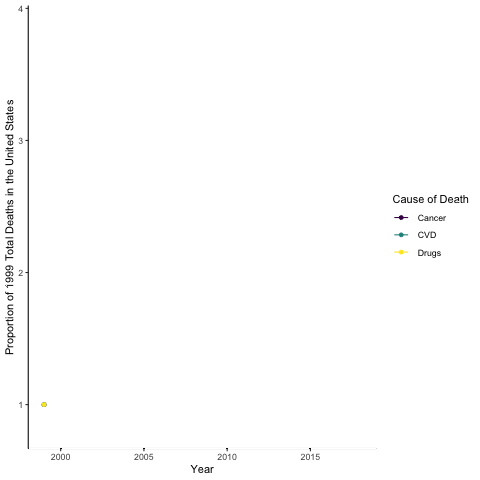 Proportion of 1999 Total Deaths in the United States
4
3
2
1
2000
2005
2010
2015
Year
Cause of Death
Cancer
CVD
Drugs